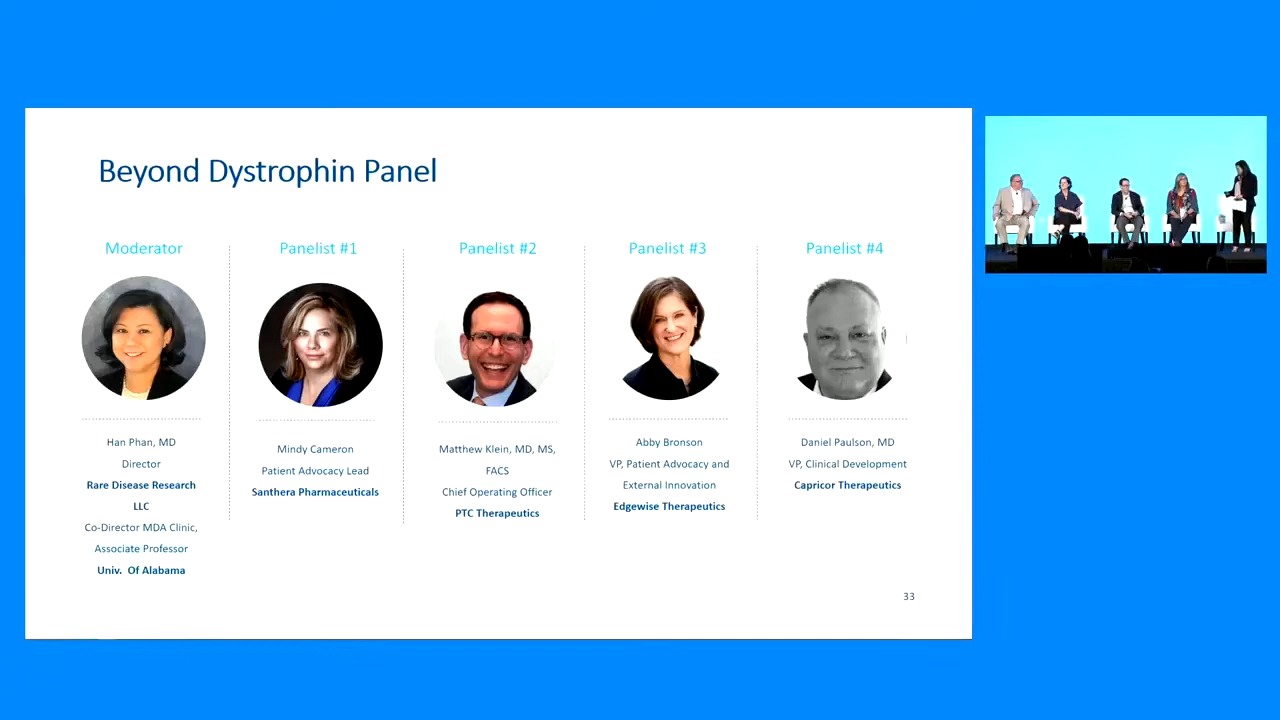 Beyond Dystrophin Panel
Moderator
Han Phan, MD
Director
Rare Disease Research
LLC
Co-Director MDA Clinic,
Associate Professor
Univ. Of Alabama
Panelist #1
Mindy Cameron
Patient Advocacy Lead
Santhera Pharmaceuticals
Panelist #2
Matthew Klein, MD, MS,
FACS
Chief Operating Officer
PTC Therapeutics
Panelist #3
Abby Bronson
VP, Patient Advocacy and
External Innovation
Edgewise Therapeutics
Panelist #4
Daniel Paulson, MD
VP, Clinical Development
Capricor Therapeutics
33